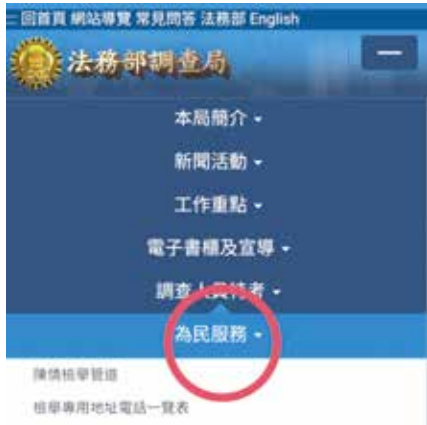 回首頁 網站導覽 常見問答 法務部 English
法務部調查局
本局簡介
新聞活動
工作重點
電子書櫃及宣導
調查人員特考
為民服務
陳情檢舉管道
檢舉專用地址電話一覽表